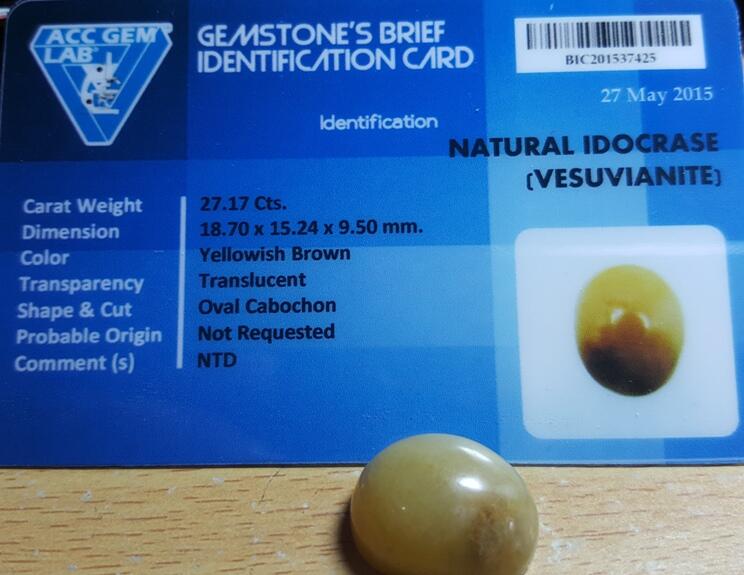 ACC GEM
LAB
GEMSTONE'S BRIEF
IDENTIFICATION CARD
BIC201537425
27 May 2015
Identification
NATURAL IDOCRASE
(VESUVIANITE)
Carat Weight 27.17 Cts.
Dimension 18.70 x 15.24 x 9.50 mm.
Color Yellowish Brown
Transparency Translucent
Shape & Cut Oval Cabochon
Probable Origin Not Requested
Comment (s) NTD